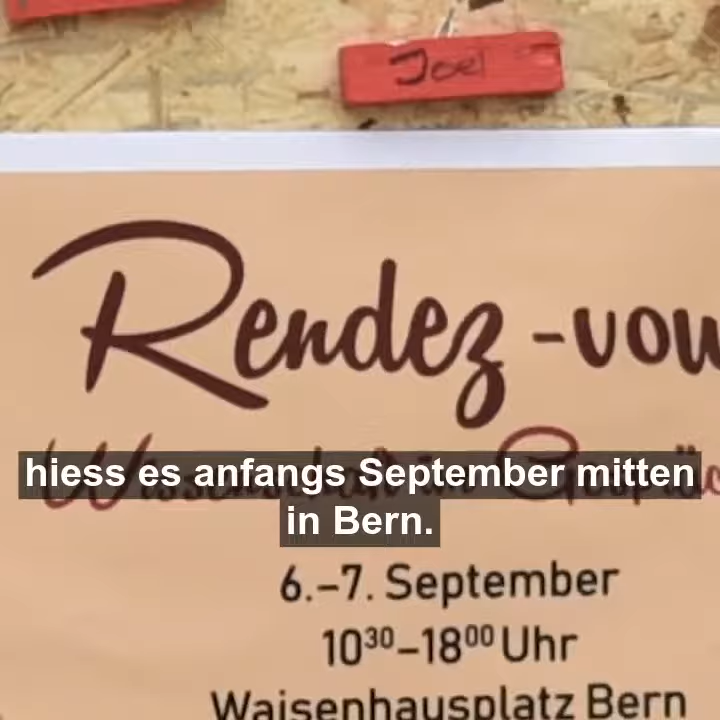 Joel
Rendez-vou
hiess es anfangs September mitten
in Bern.
6.–7. September
10³⁰–18⁰⁰ Uhr
Waisenhausplatz Bern